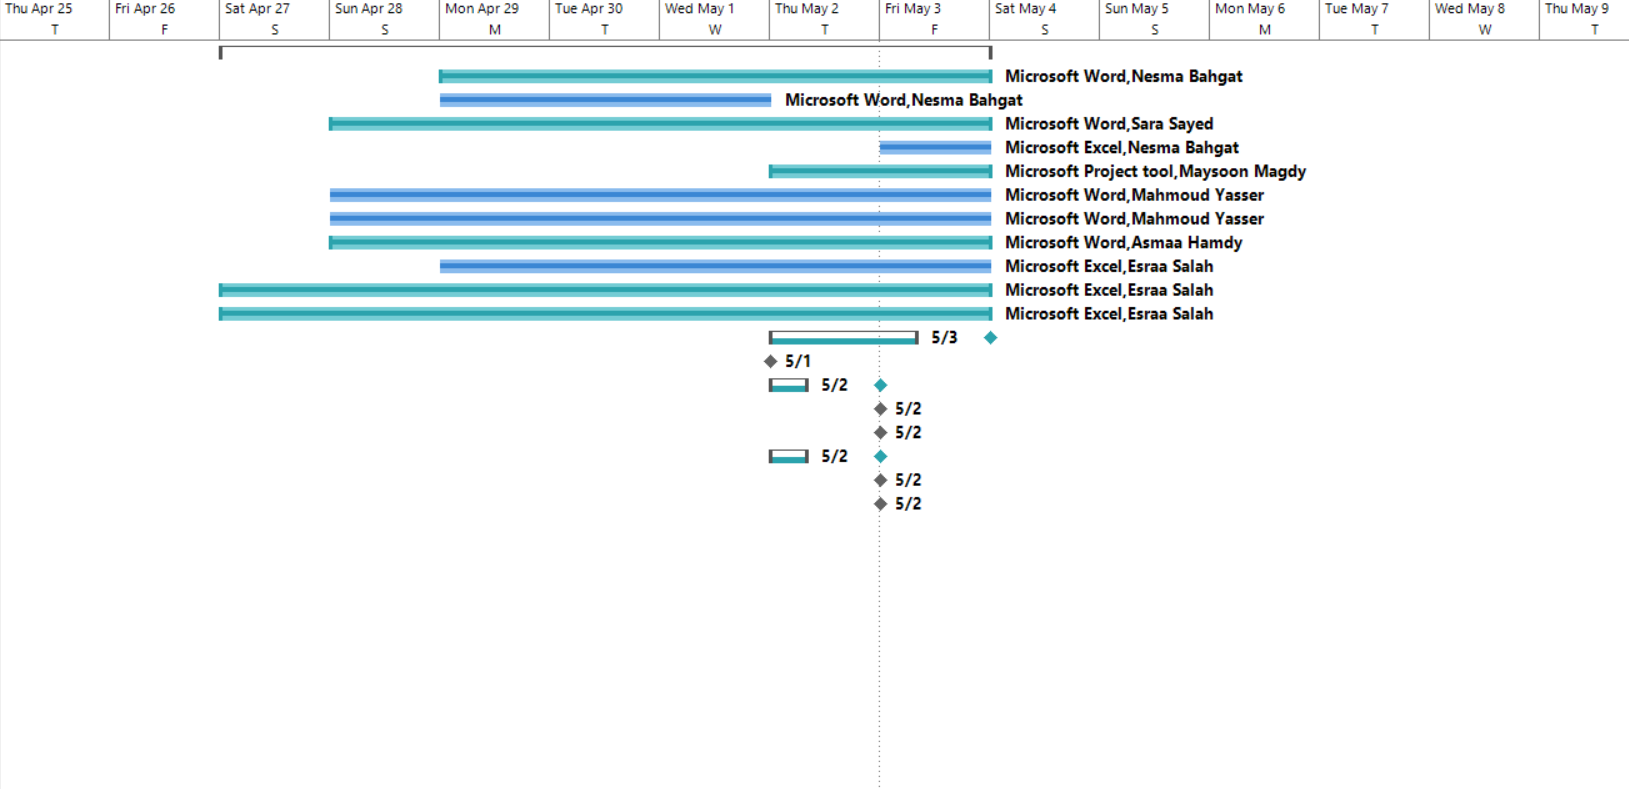 Thu Apr 25 Fri Apr 26 Sat Apr 27 Sun Apr 28 Mon Apr 29 Tue Apr 30 Wed May 1 Thu May 2 Fri May 3 Sat May 4 Sun May 5 Mon May 6 Tue May 7 Wed May 8 Thu May 9
T F S S M T W T F S S M T W T
Microsoft Word,Nesma Bahgat
Microsoft Word,Nesma Bahgat
Microsoft Word,Sara Sayed
Microsoft Excel,Nesma Bahgat
Microsoft Project tool,Maysoon Magdy
Microsoft Word,Mahmoud Yasser
Microsoft Word,Mahmoud Yasser
Microsoft Word,Asmaa Hamdy
Microsoft Excel,Esraa Salah
Microsoft Excel,Esraa Salah
Microsoft Excel,Esraa Salah
5/3
5/1
5/2
5/2
5/2
5/2
5/2
5/2